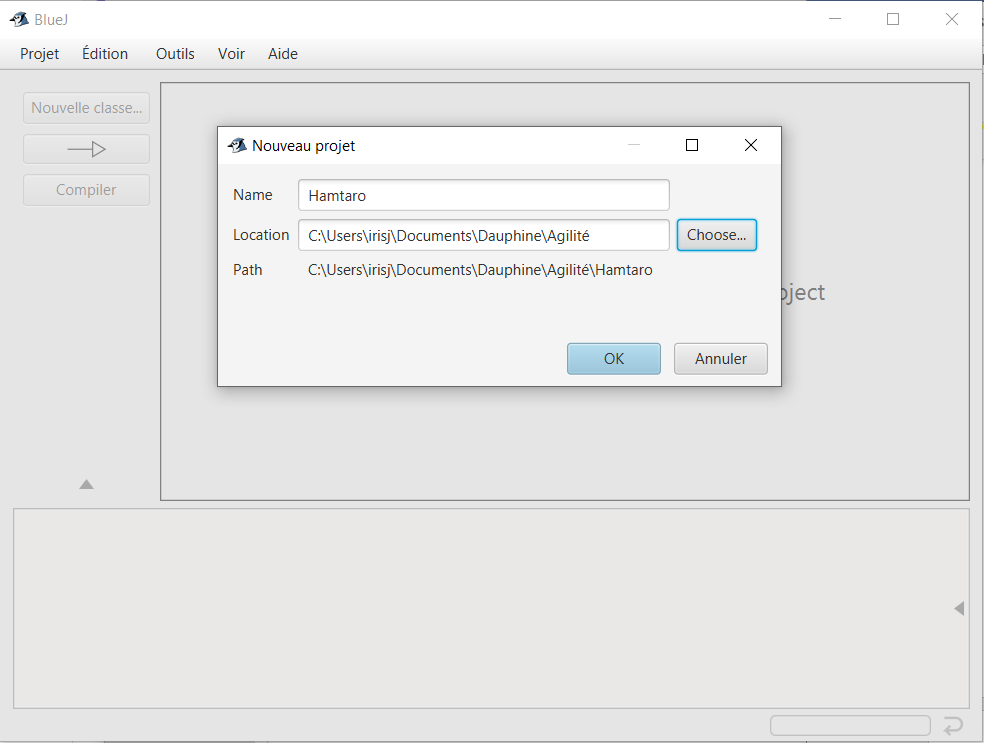 BlueJ
Projet Édition Outils Voir Aide
Nouvelle classe...
Compiler
Nouveau projet
Name Hamtaro
Location C:\Users\irisj\Documents\Dauphine\Agilité Choose...
Path C:\Users\irisj\Documents\Dauphine\Agilité\Hamtaro
OK Annuler